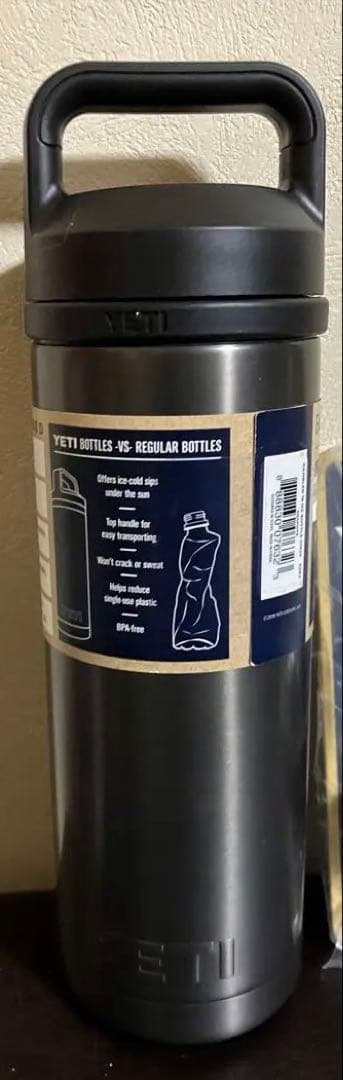 YETI
YETI BOTTLES -VS- REGULAR BOTTLES
Offers ice-cold sips
under the sun
Top handle for
easy transporting
Won't crack or sweat
Helps reduce
single-use plastic
BPA-free
YETI